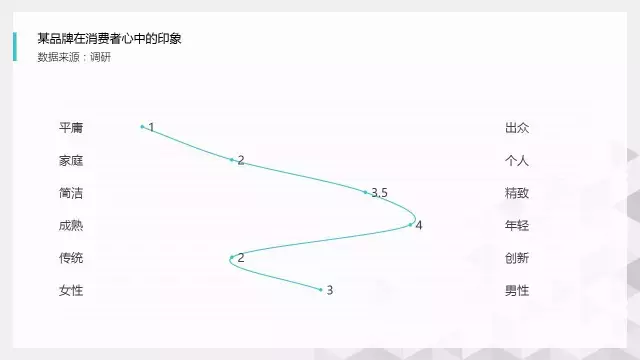 某品牌在消费者心中的印象
数据来源：调研
平庸 1 出众
家庭 2 个人
简洁 3.5 精致
成熟 4 年轻
传统 2 创新
女性 3 男性